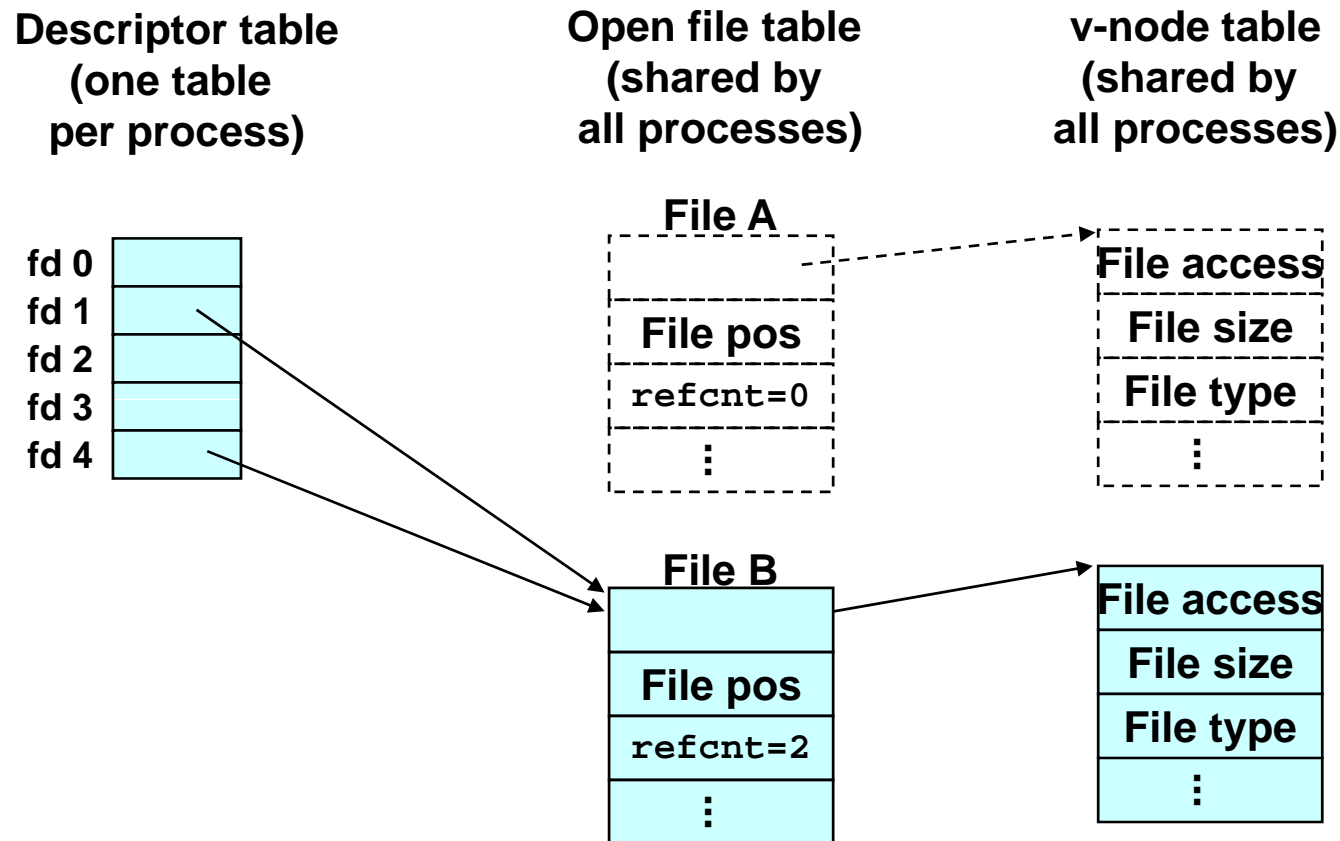 Descriptor table
(one table
per process)
Open file table
(shared by
all processes)
v-node table
(shared by
all processes)
fd 0
fd 1
fd 2
fd 3
fd 4
File A
File pos
refcnt=0
⋮
File access
File size
File type
⋮
File B
File pos
refcnt=2
⋮
File access
File size
File type
⋮